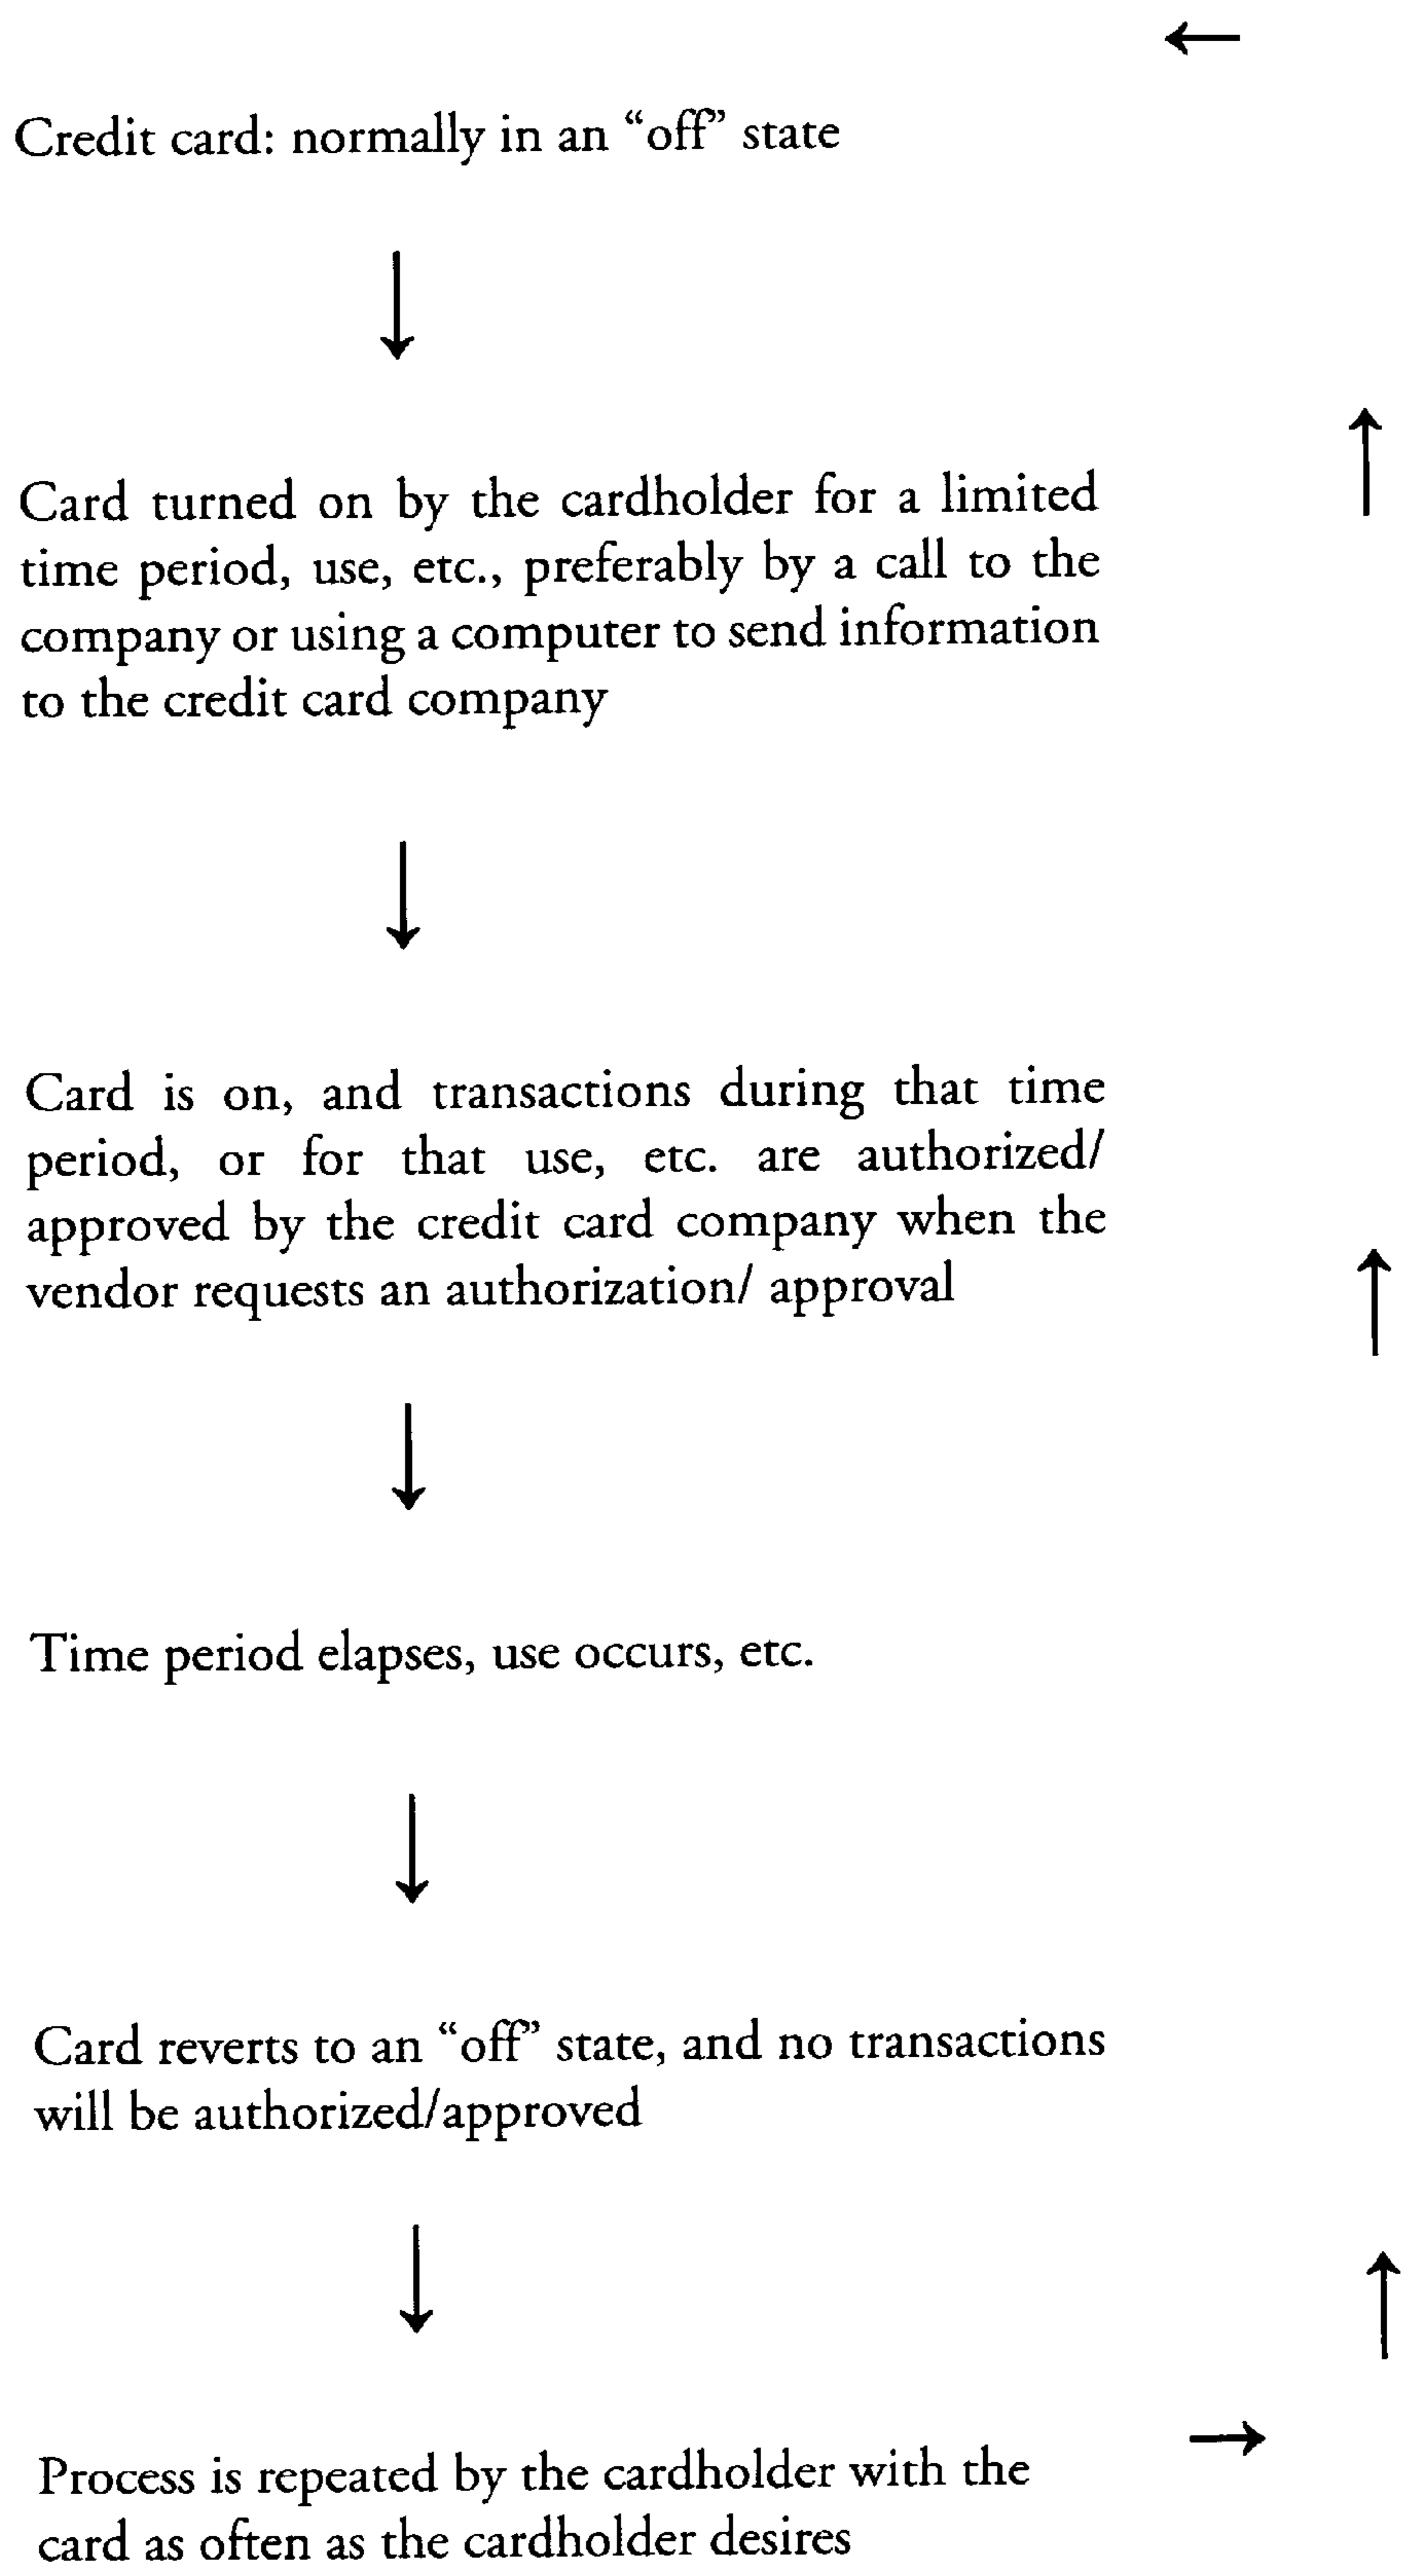 Credit card: normally in an “off” state
Card turned on by the cardholder for a limited
time period, use, etc., preferably by a call to the
company or using a computer to send information
to the credit card company
Card is on, and transactions during that time
period, or for that use, etc. are authorized/
approved by the credit card company when the
vendor requests an authorization/ approval
Time period elapses, use occurs, etc.
Card reverts to an “off” state, and no transactions
will be authorized/approved
Process is repeated by the cardholder with the
card as often as the cardholder desires